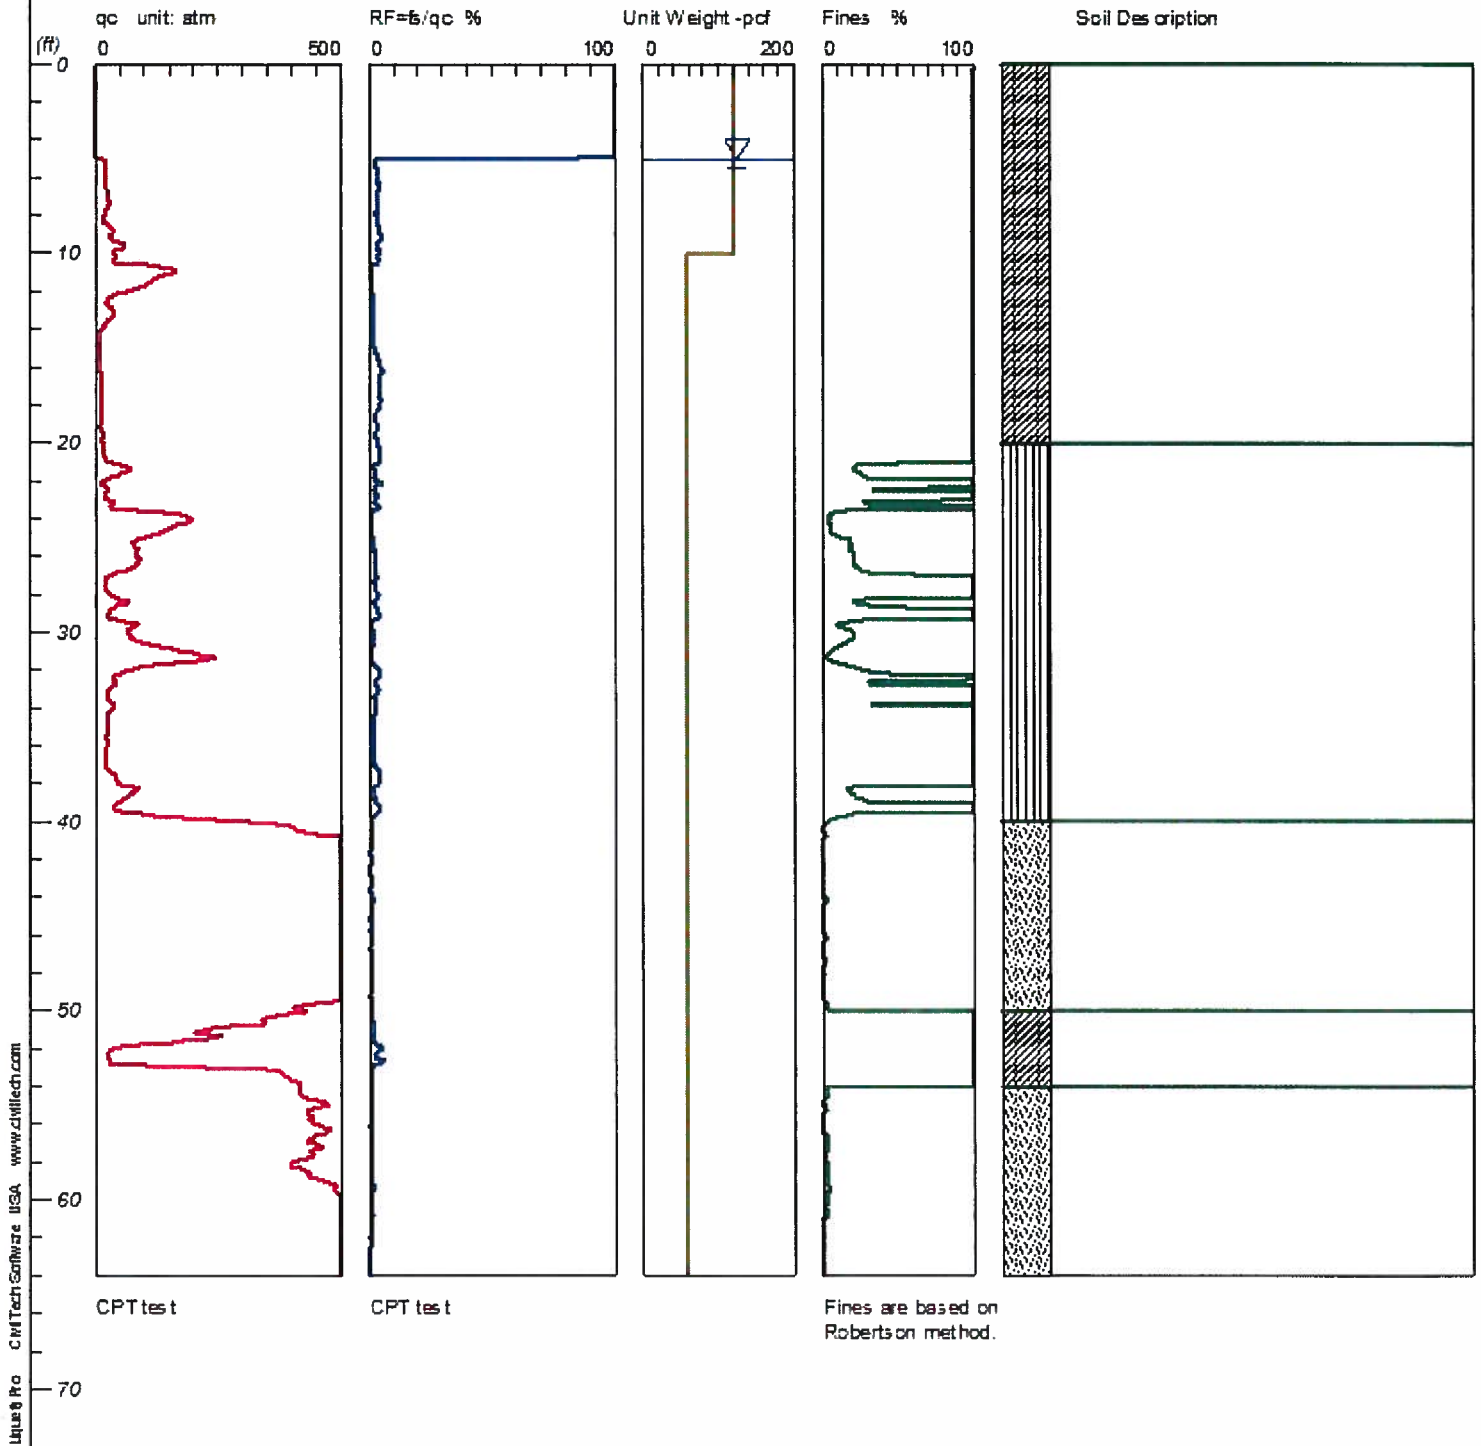 qc unit: atm
RF=fs/qc %
Unit Weight -pcf
Fines %
Soil Description
(ft)
0 500
0 100
0 200
0 100
0
10
20
30
40
50
60
70
CPT test
CPT test
Fines are based on
Robertson method.
CivilTech Software USA www.civiltech.com